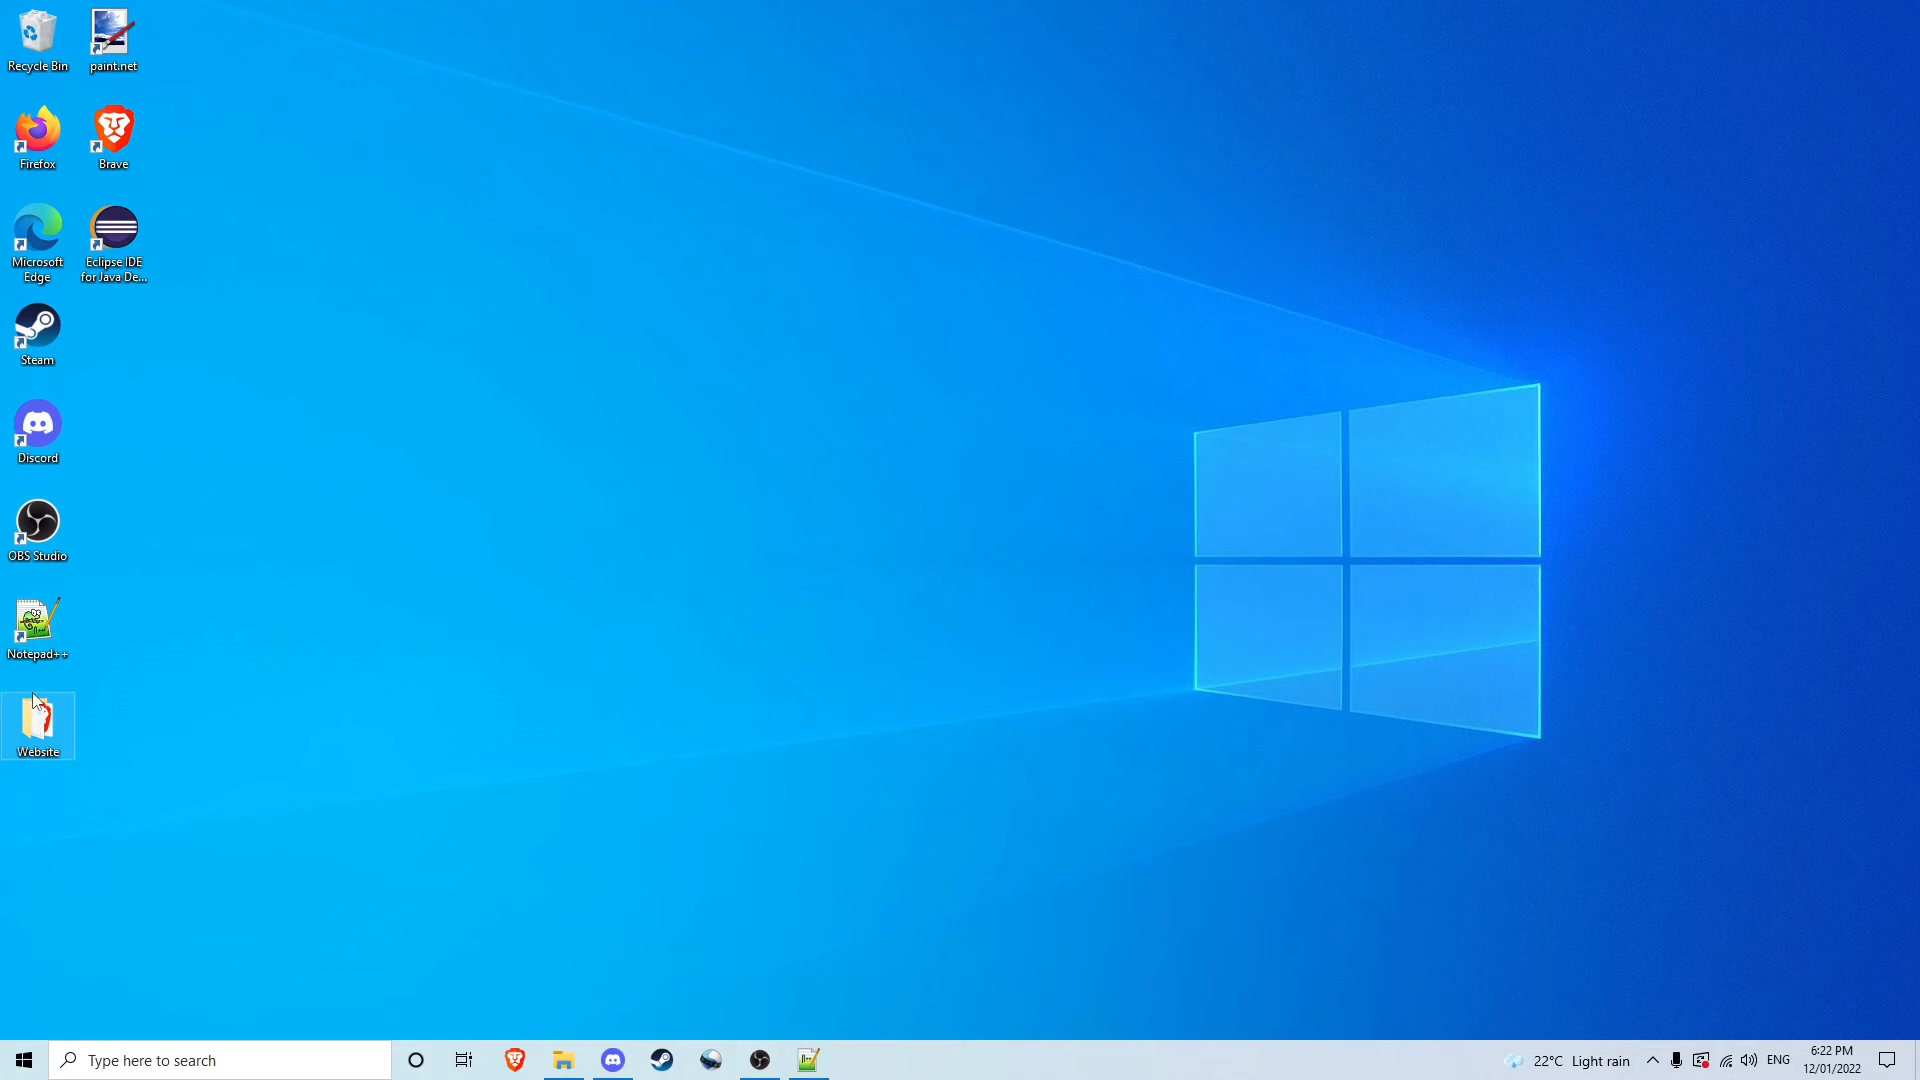 Recycle Bin
paint.net
Firefox
Brave
Microsoft
Edge
Eclipse IDE
for Java De...
Steam
Discord
OBS Studio
Notepad++
Website
Type here to search
22°C Light rain
ENG
6:22 PM
12/01/2022